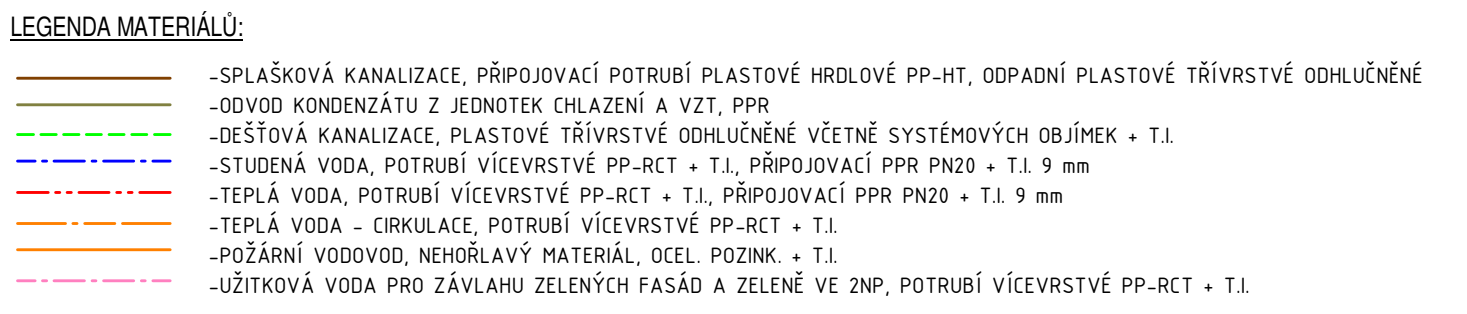 LEGENDA MATERIÁLŮ:
-SPLAŠKOVÁ KANALIZACE, PŘIPOJOVACÍ POTRUBÍ PLASTOVÉ HRDLOVÉ PP-HT, ODPADNÍ PLASTOVÉ TŘÍVRSTVÉ ODHLUČNĚNÉ
-ODVOD KONDENZÁTU Z JEDNOTEK CHLAZENÍ A VZT, PPR
-DEŠŤOVÁ KANALIZACE, PLASTOVÉ TŘÍVRSTVÉ ODHLUČNĚNÉ VČETNĚ SYSTÉMOVÝCH OBJÍMEK + T.I.
-STUDENÁ VODA, POTRUBÍ VÍCEVRSTVÉ PP-RCT + T.I., PŘIPOJOVACÍ PPR PN20 + T.I. 9 mm
-TEPLÁ VODA, POTRUBÍ VÍCEVRSTVÉ PP-RCT + T.I., PŘIPOJOVACÍ PPR PN20 + T.I. 9 mm
-TEPLÁ VODA - CIRKULACE, POTRUBÍ VÍCEVRSTVÉ PP-RCT + T.I.
-POŽÁRNÍ VODOVOD, NEHOŘLAVÝ MATERIÁL, OCEL. POZINK. + T.I.
-UŽITKOVÁ VODA PRO ZÁVLAHU ZELENÝCH FASÁD A ZELENĚ VE 2NP, POTRUBÍ VÍCEVRSTVÉ PP-RCT + T.I.